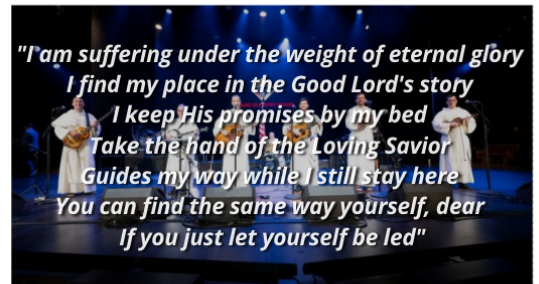 "I am suffering under the weight of eternal glory
I find my place in the Good Lord's story
I keep His promises by my bed
Take the hand of the Loving Savior
Guides my way while I still stay here
You can find the same way yourself, dear
If you just let yourself be led"